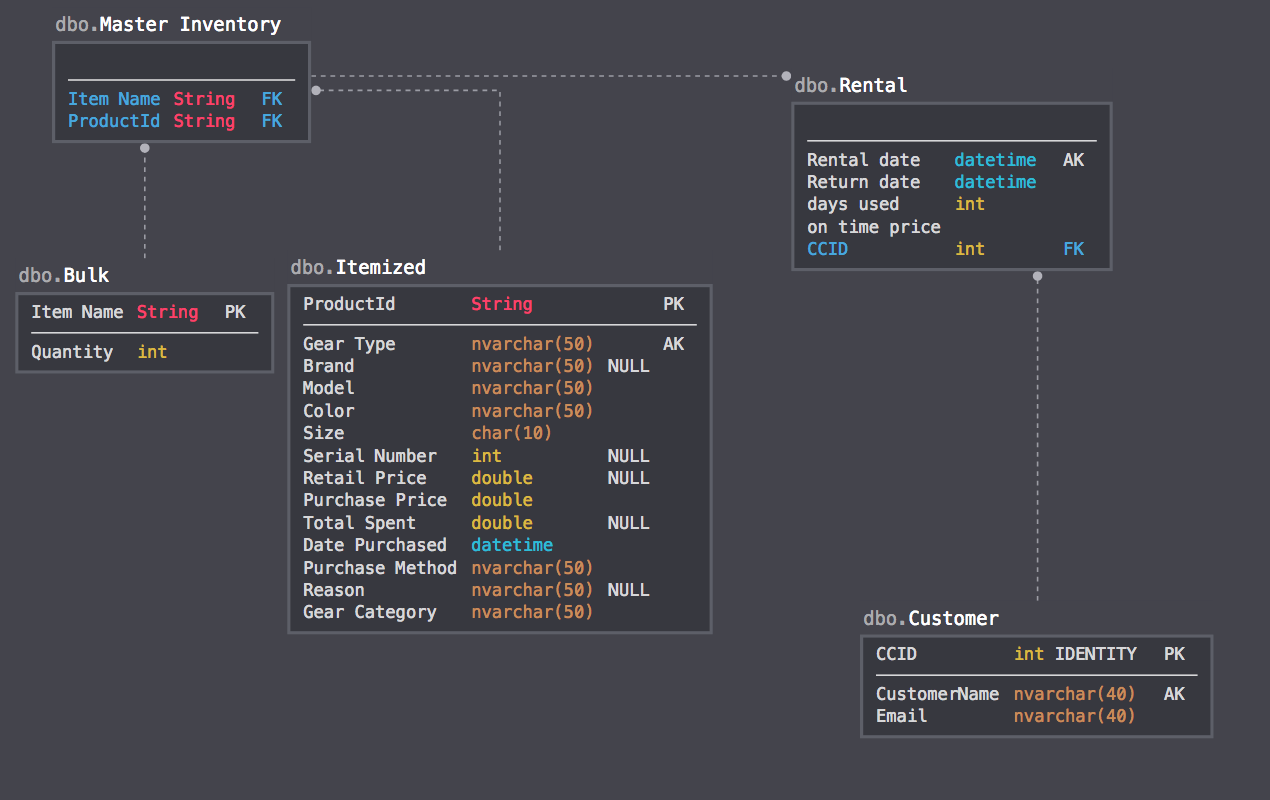 dbo.Master Inventory
Item Name String FK
ProductId String FK
dbo.Rental
Rental date datetime AK
Return date datetime
days used int
on time price
CCID int FK
dbo.Bulk
Item Name String PK
Quantity int
dbo.Itemized
ProductId String PK
Gear Type nvarchar(50) AK
Brand nvarchar(50) NULL
Model nvarchar(50)
Color nvarchar(50)
Size char(10)
Serial Number int NULL
Retail Price double NULL
Purchase Price double
Total Spent double NULL
Date Purchased datetime
Purchase Method nvarchar(50)
Reason nvarchar(50) NULL
Gear Category nvarchar(50)
dbo.Customer
CCID int IDENTITY PK
CustomerName nvarchar(40) AK
Email nvarchar(40)